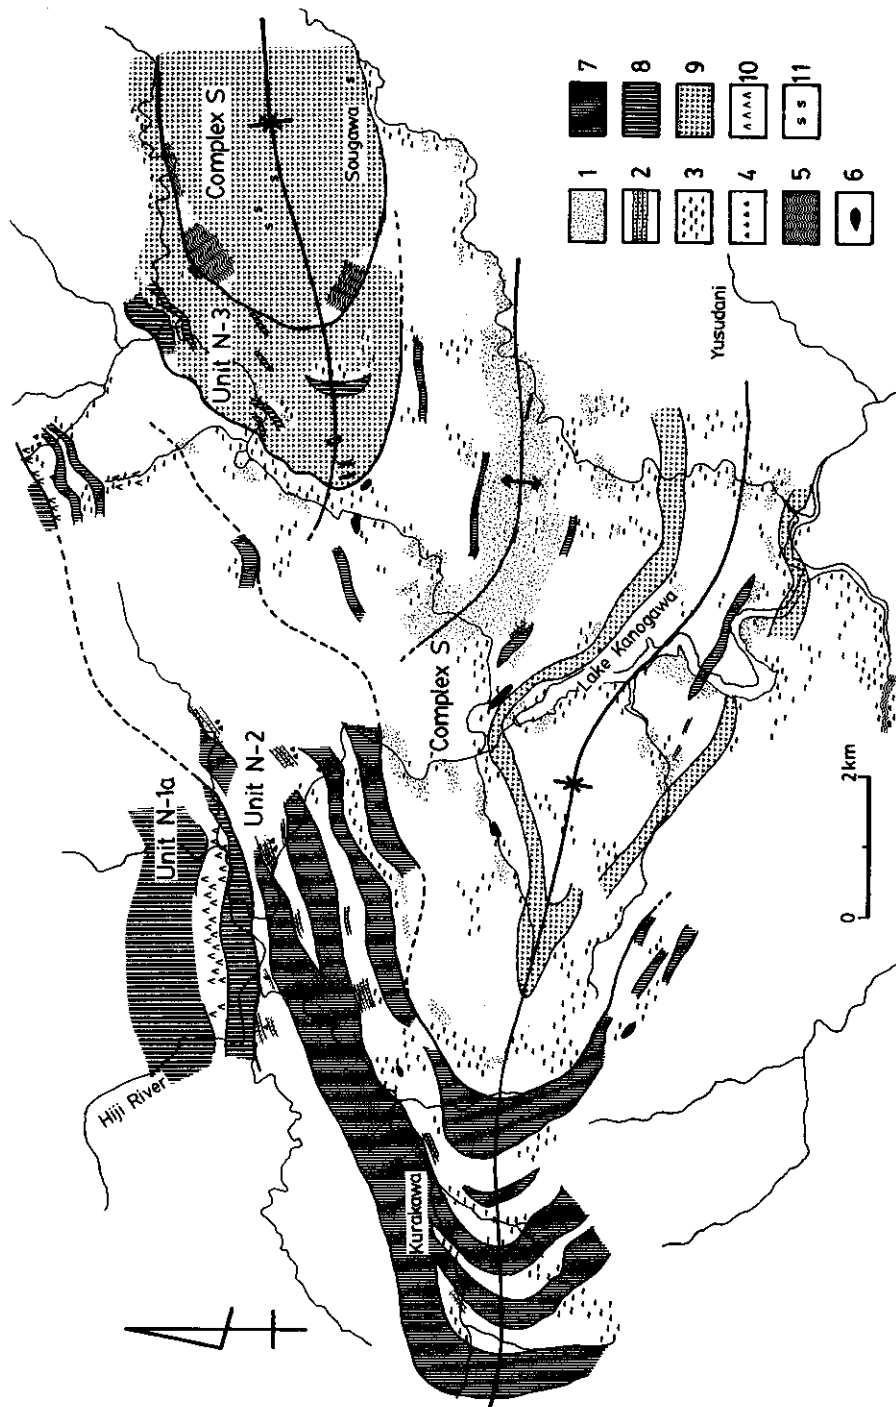 Hiji River
Unit N-1a
Unit N-2
Kurakawa
Complex S
Lake Kanogawa
Unit N-3
Complex S
Sougawa
Yusudani
0 2km
1
2
3
4
5
6
7
8
9
10
11